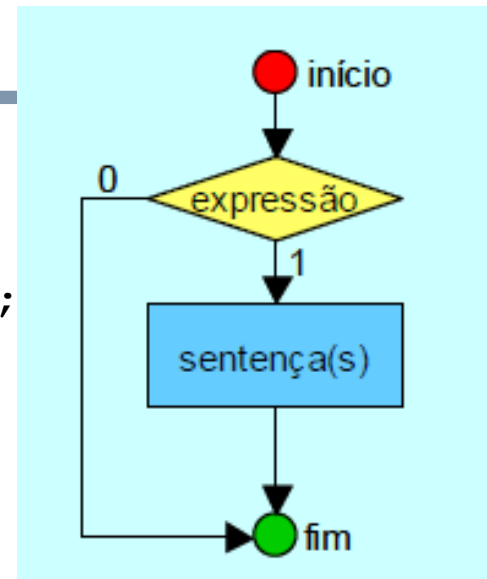 início
0
expressão
1
;
sentença(s)
fim